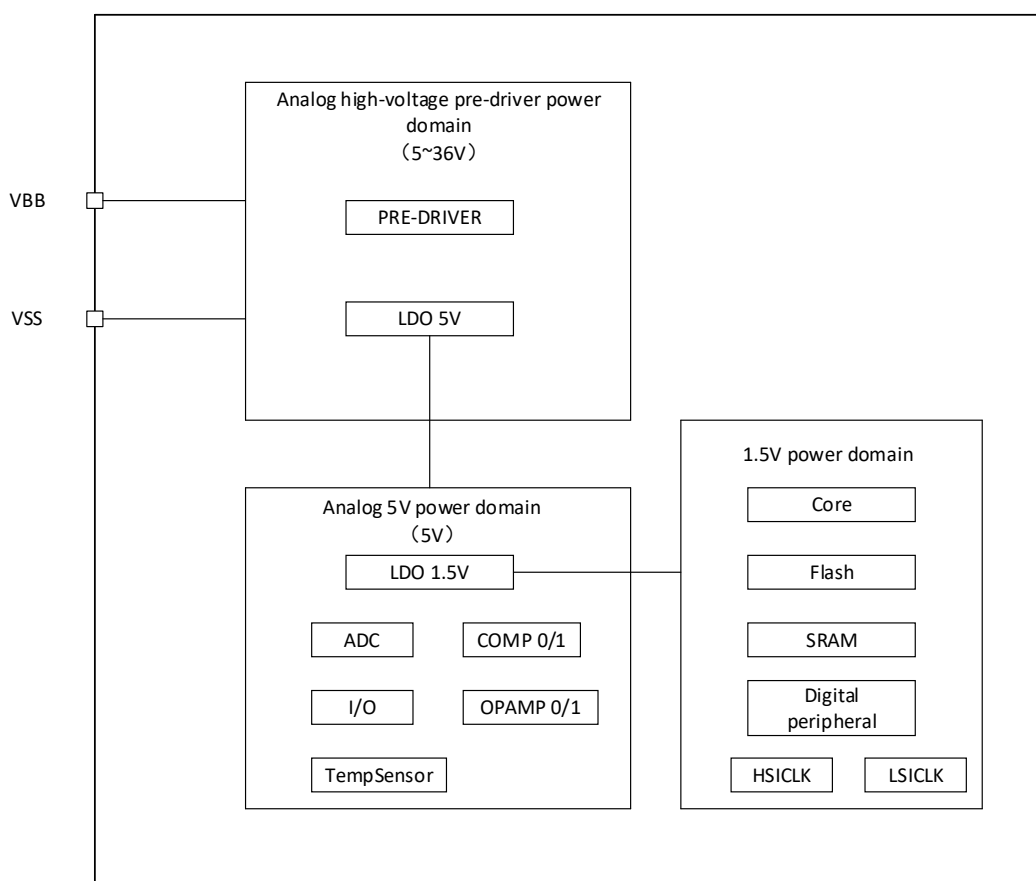 Analog high-voltage pre-driver power
domain
（5~36V）
VBB
PRE-DRIVER
VSS
LDO 5V
Analog 5V power domain
（5V）
LDO 1.5V
ADC
COMP 0/1
I/O
OPAMP 0/1
TempSensor
1.5V power domain
Core
Flash
SRAM
Digital
peripheral
HSICLK
LSICLK